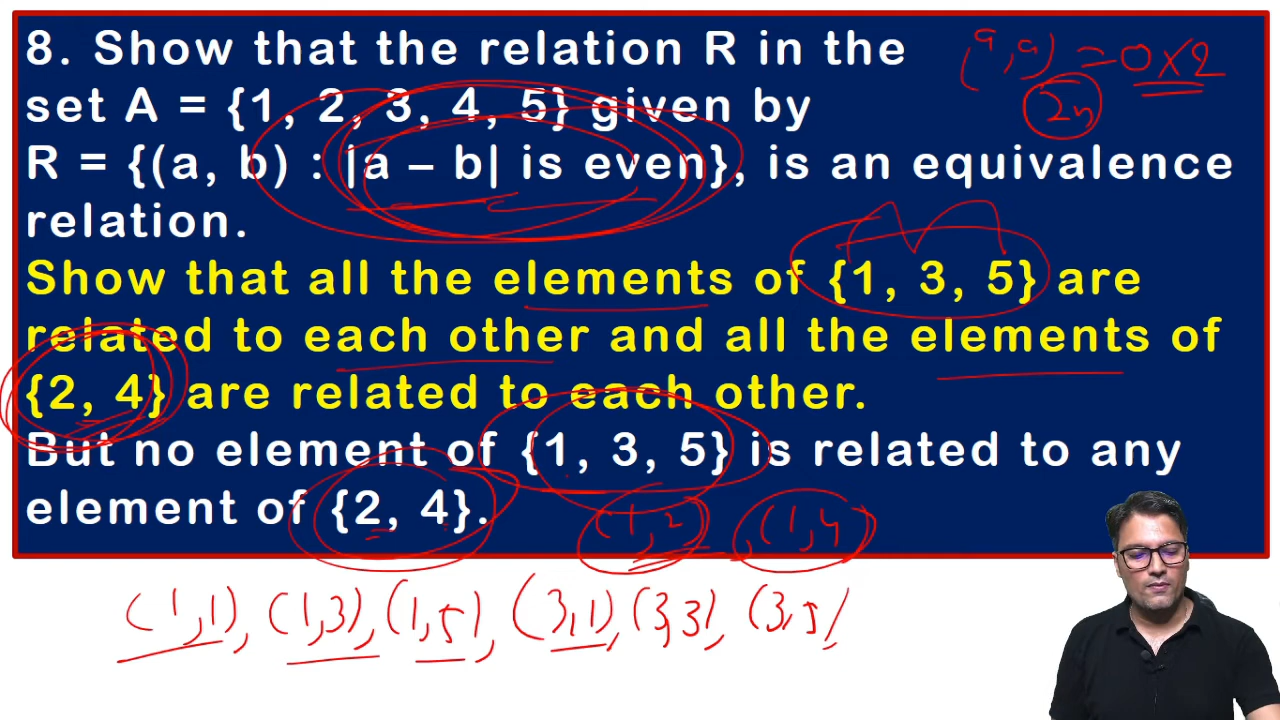 8. Show that the relation R in the
set A = {1, 2, 3, 4, 5} given by
R = {(a, b) : |a – b| is even}, is an equivalence
relation.
Show that all the elements of {1, 3, 5} are
related to each other and all the elements of
{2, 4} are related to each other.
But no element of {1, 3, 5} is related to any
element of {2, 4}.
(a, a) = 0 × 2
2n
(1, 2), (1, 4)
(1, 1), (1, 3), (1, 5), (3, 1), (3, 3), (3, 5),